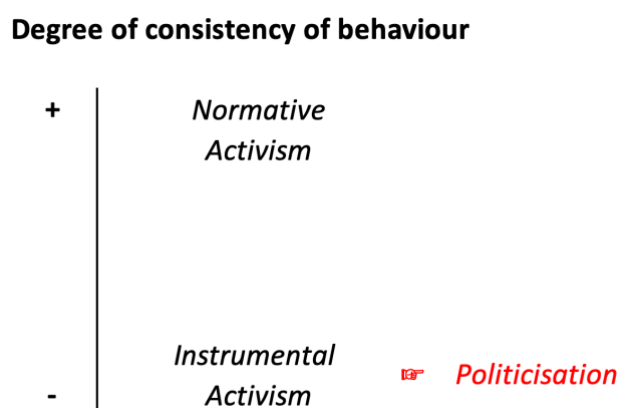 Degree of consistency of behaviour
+
Normative
Activism
Instrumental
Activism
- 
☞ Politicisation